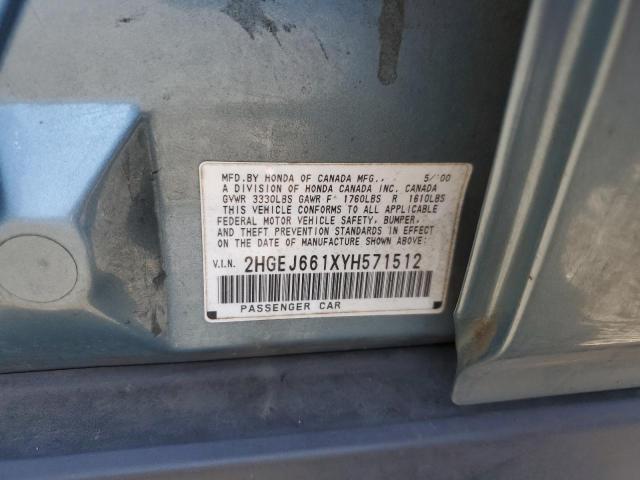 MFD.BY HONDA OF CANADA MFG., 5/'00
A DIVISION OF HONDA CANADA INC. CANADA
GVWR 3330LBS GAWR F 1760LBS R 1610LBS
THIS VEHICLE CONFORMS TO ALL APPLICABLE
FEDERAL MOTOR VEHICLE SAFETY, BUMPER,
AND THEFT PREVENTION STANDARDS IN EFFECT
ON THE DATE OF MANUFACTURE SHOWN ABOVE.
V.I.N. 2HGEJ661XYH571512
PASSENGER CAR